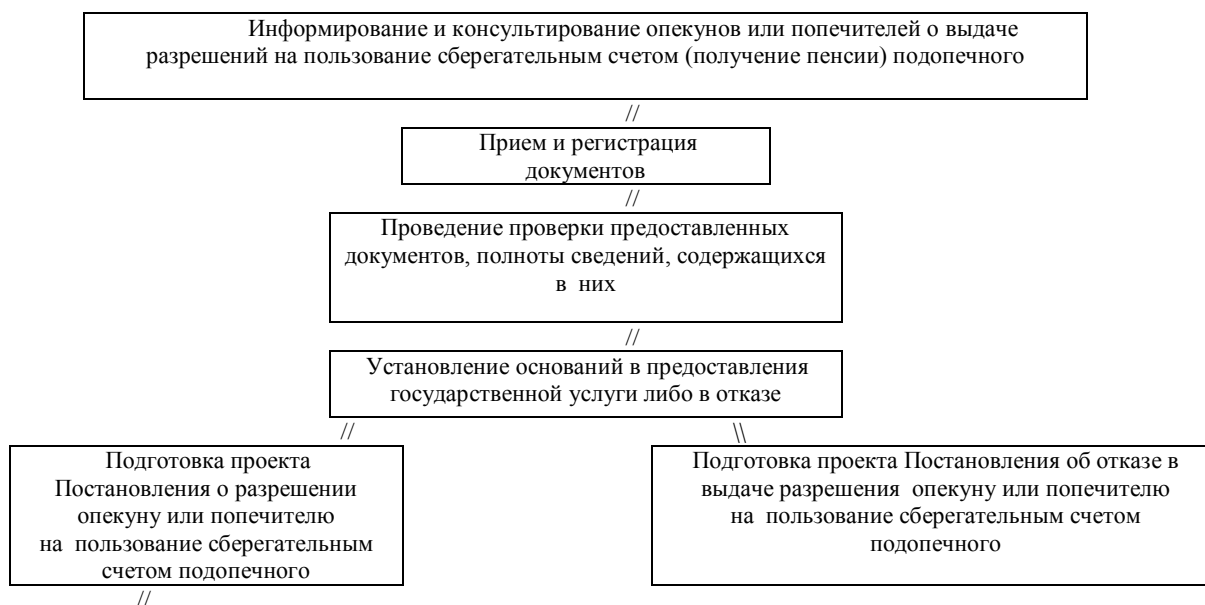 Информирование и консультирование опекунов или попечителей о выдаче
разрешений на пользование сберегательным счетом (получение пенсии) подопечного
//
Прием и регистрация
документов
//
Проведение проверки предоставленных
документов, полноты сведений, содержащихся
в них
//
Установление оснований в предоставления
государственной услуги либо в отказе
//
\\
Подготовка проекта
Постановления о разрешении
опекуну или попечителю
на пользование сберегательным
счетом подопечного
//
Подготовка проекта Постановления об отказе в
выдаче разрешения опекуну или попечителю
на пользование сберегательным счетом
подопечного